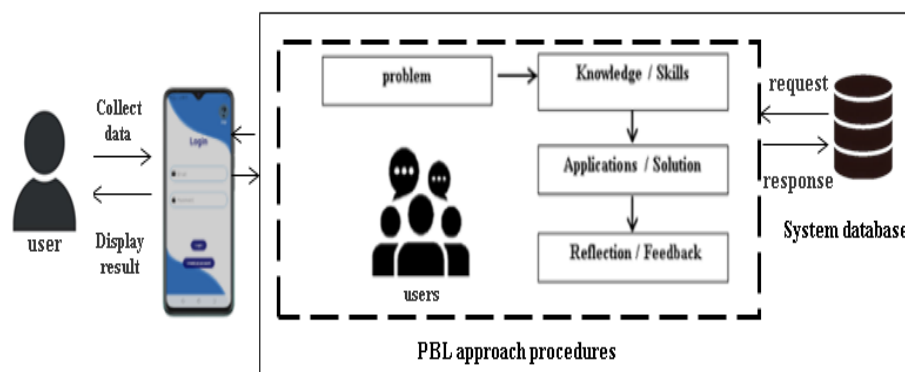 Collect
data
user
Display
result
Login
problem
Knowledge / Skills
Applications / Solution
Reflection / Feedback
users
PBL approach procedures
request
response
System database